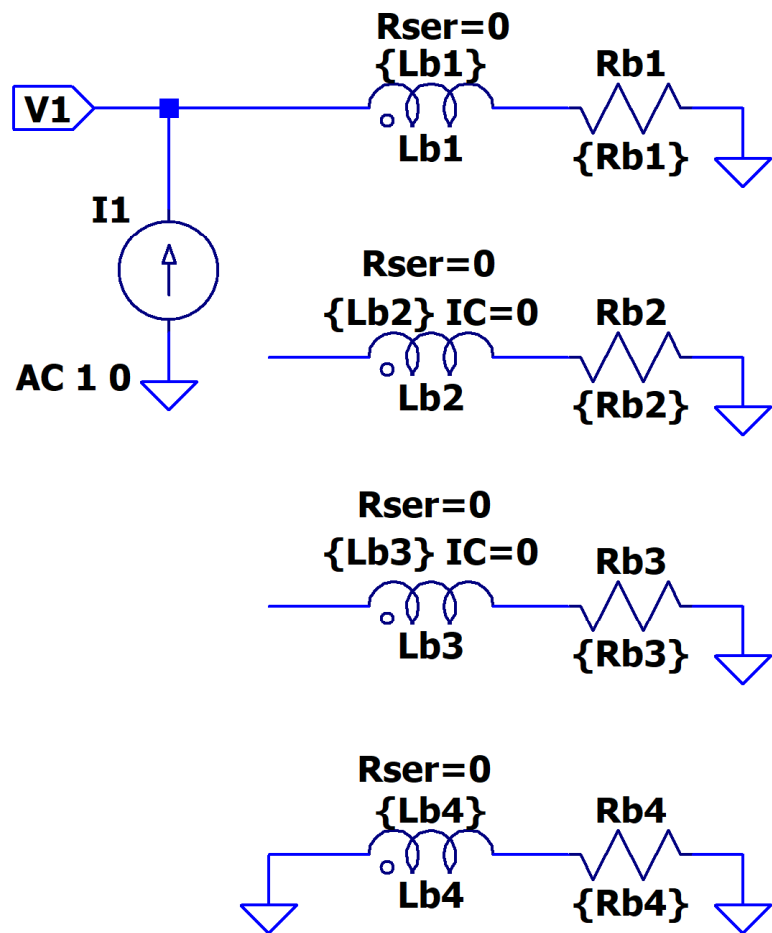 Rser=0
{Lb1}
Rb1
V1
Lb1
{Rb1}
I1
Rser=0
{Lb2} IC=0
Rb2
AC 1 0
Lb2
{Rb2}
Rser=0
{Lb3} IC=0
Rb3
Lb3
{Rb3}
Rser=0
{Lb4}
Rb4
Lb4
{Rb4}